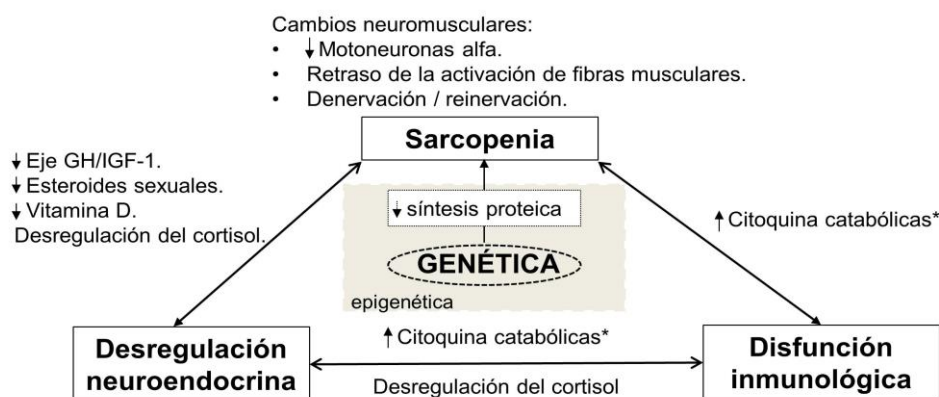 Cambios neuromusculares:
• ↓ Motoneuronas alfa.
• Retraso de la activación de fibras musculares.
• Denervación / reinervación.
Sarcopenia
↓ Eje GH/IGF-1.
↓ Esteroides sexuales.
↓ Vitamina D.
Desregulación del cortisol.
↓ síntesis proteica
GENÉTICA
epigenética
↑ Citoquina catabólicas*
↑ Citoquina catabólicas*
Desregulación
neuroendocrina
Desregulación del cortisol
Disfunción
inmunológica